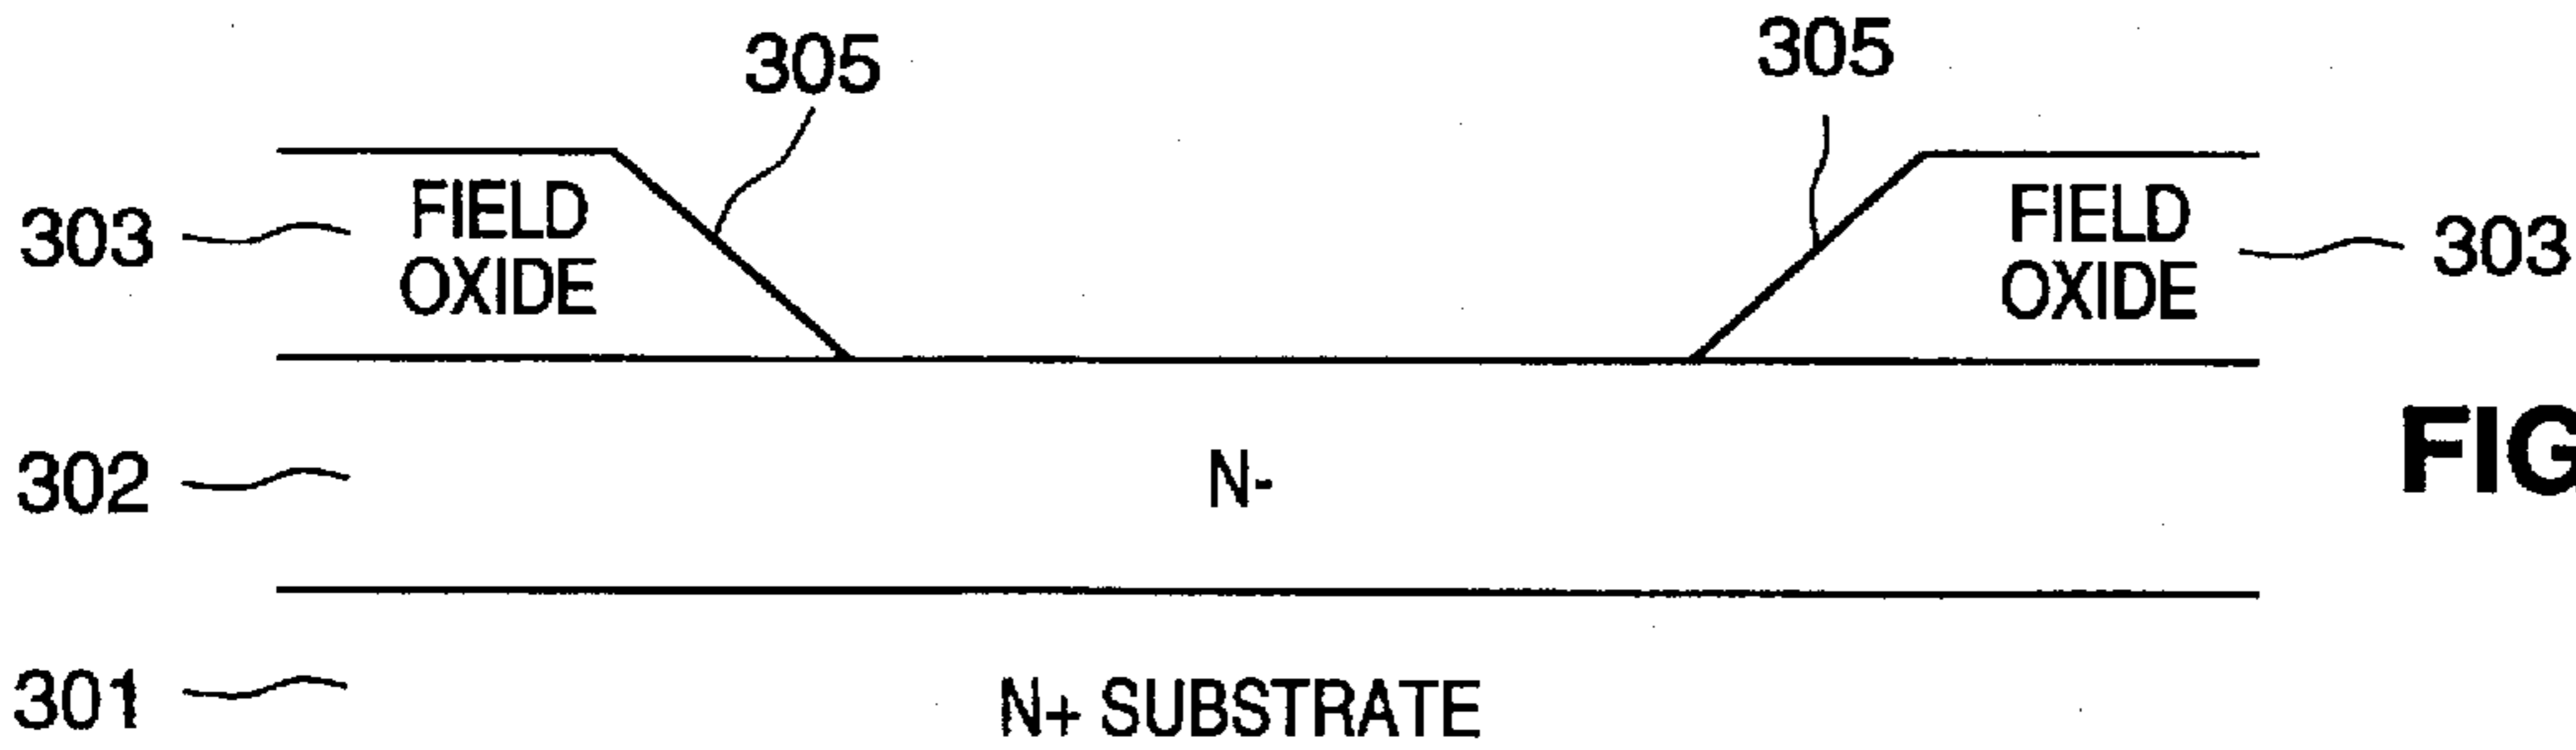 305
305
303
FIELD
OXIDE
FIELD
OXIDE
303
302
N-
FIG
301
N+ SUBSTRATE